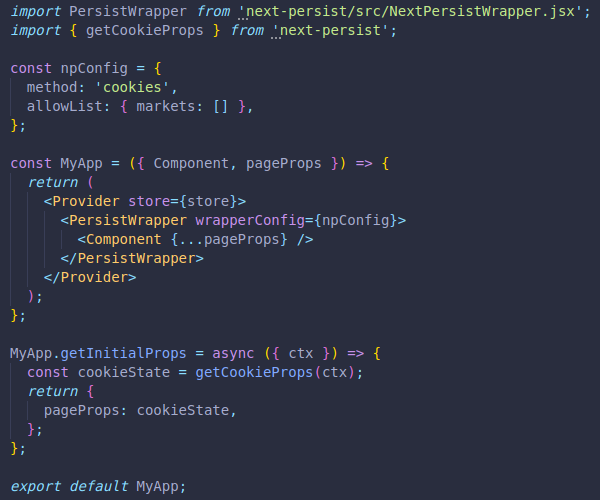 import PersistWrapper from 'next-persist/src/NextPersistWrapper.jsx';
import { getCookieProps } from 'next-persist';

const npConfig = {
  method: 'cookies',
  allowList: { markets: [] },
};

const MyApp = ({ Component, pageProps }) => {
  return (
    <Provider store={store}>
      <PersistWrapper wrapperConfig={npConfig}>
        <Component {...pageProps} />
      </PersistWrapper>
    </Provider>
  );
};

MyApp.getInitialProps = async ({ ctx }) => {
  const cookieState = getCookieProps(ctx);
  return {
    pageProps: cookieState,
  };
};

export default MyApp;